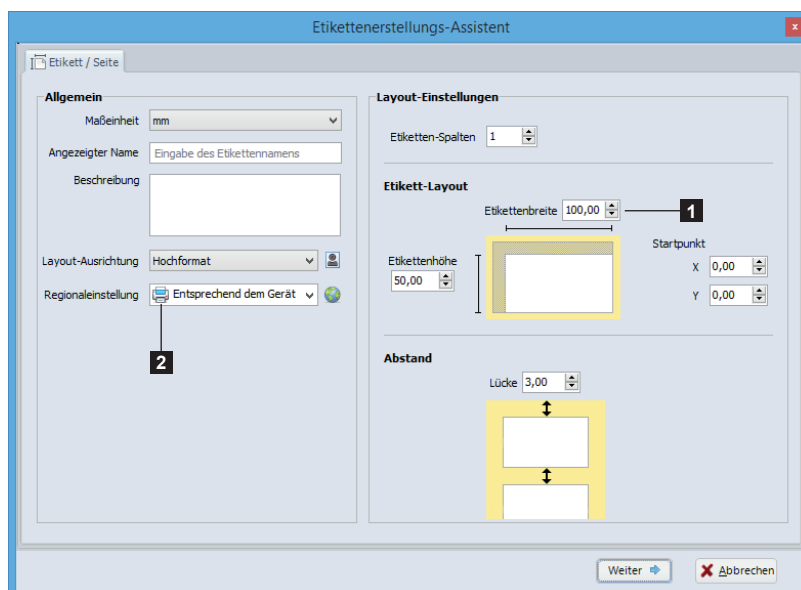 Etikettenerstellungs-Assistent
x
Etikett / Seite
Allgemein
Maßeinheit mm
Angezeigter Name Eingabe des Etikettennamens
Beschreibung
Layout-Ausrichtung Hochformat
Regionaleinstellung Entsprechend dem Gerät
2
Layout-Einstellungen
Etiketten-Spalten 1
Etikett-Layout
Etikettenbreite 100,00 1
Etikettenhöhe
50,00
Startpunkt
X 0,00
Y 0,00
Abstand
Lücke 3,00
Weiter
Abbrechen